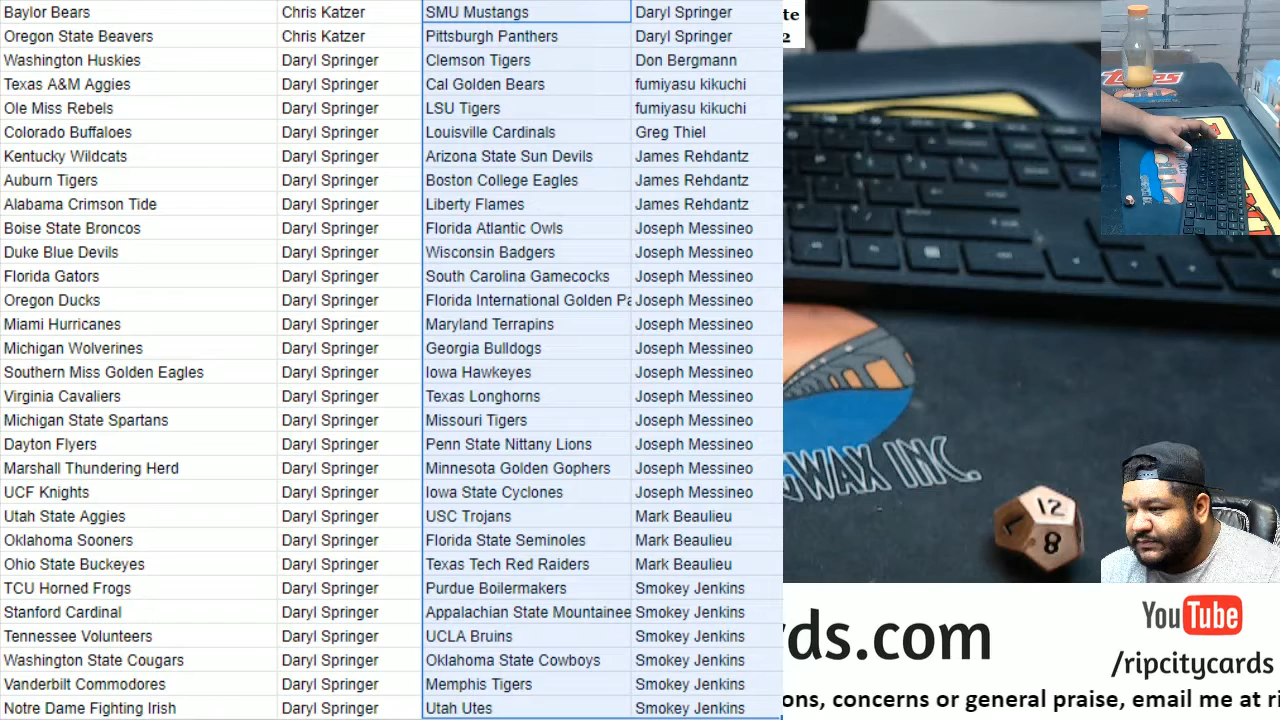 Baylor Bears Chris Katzer SMU Mustangs Daryl Springer
Oregon State Beavers Chris Katzer Pittsburgh Panthers Daryl Springer
Washington Huskies Daryl Springer Clemson Tigers Don Bergmann
Texas A&M Aggies Daryl Springer Cal Golden Bears fumiyasu kikuchi
Ole Miss Rebels Daryl Springer LSU Tigers fumiyasu kikuchi
Colorado Buffaloes Daryl Springer Louisville Cardinals Greg Thiel
Kentucky Wildcats Daryl Springer Arizona State Sun Devils James Rehdantz
Auburn Tigers Daryl Springer Boston College Eagles James Rehdantz
Alabama Crimson Tide Daryl Springer Liberty Flames James Rehdantz
Boise State Broncos Daryl Springer Florida Atlantic Owls Joseph Messineo
Duke Blue Devils Daryl Springer Wisconsin Badgers Joseph Messineo
Florida Gators Daryl Springer South Carolina Gamecocks Joseph Messineo
Oregon Ducks Daryl Springer Florida International Golden Pa Joseph Messineo
Miami Hurricanes Daryl Springer Maryland Terrapins Joseph Messineo
Michigan Wolverines Daryl Springer Georgia Bulldogs Joseph Messineo
Southern Miss Golden Eagles Daryl Springer Iowa Hawkeyes Joseph Messineo
Virginia Cavaliers Daryl Springer Texas Longhorns Joseph Messineo
Michigan State Spartans Daryl Springer Missouri Tigers Joseph Messineo
Dayton Flyers Daryl Springer Penn State Nittany Lions Joseph Messineo
Marshall Thundering Herd Daryl Springer Minnesota Golden Gophers Joseph Messineo
UCF Knights Daryl Springer Iowa State Cyclones Joseph Messineo
Utah State Aggies Daryl Springer USC Trojans Mark Beaulieu
Oklahoma Sooners Daryl Springer Florida State Seminoles Mark Beaulieu
Ohio State Buckeyes Daryl Springer Texas Tech Red Raiders Mark Beaulieu
TCU Horned Frogs Daryl Springer Purdue Boilermakers Smokey Jenkins
Stanford Cardinal Daryl Springer Appalachian State Mountainee Smokey Jenkins
Tennessee Volunteers Daryl Springer UCLA Bruins Smokey Jenkins
Washington State Cougars Daryl Springer Oklahoma State Cowboys Smokey Jenkins
Vanderbilt Commodores Daryl Springer Memphis Tigers Smokey Jenkins
Notre Dame Fighting Irish Daryl Springer Utah Utes Smokey Jenkins
te
2
Topps
WAX INC.
12
8
7
rds.com
YouTube
/ripcitycards
ons, concerns or general praise, email me at ri